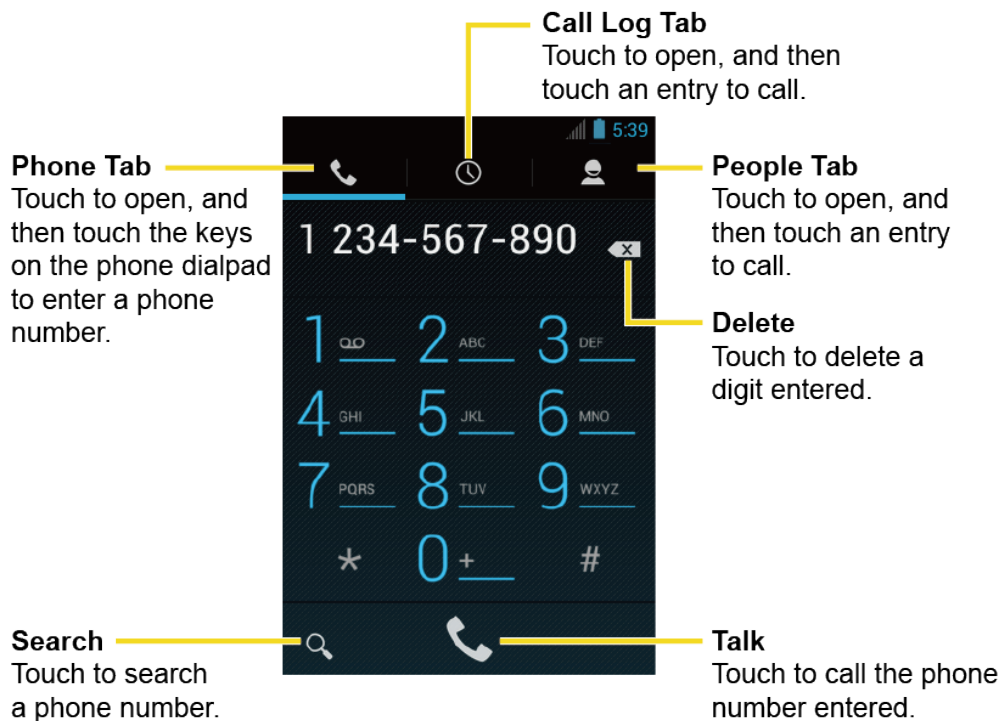 Call Log Tab
Touch to open, and then
touch an entry to call.
5:39
Phone Tab
Touch to open, and
then touch the keys
on the phone dialpad
to enter a phone
number.
People Tab
Touch to open, and
then touch an entry
to call.
1 234-567-890
Delete
Touch to delete a
digit entered.
1 2 ABC 3 DEF
4 GHI 5 JKL 6 MNO
7 PQRS 8 TUV 9 WXYZ
* 0 + #
Search
Touch to search
a phone number.
Talk
Touch to call the phone
number entered.